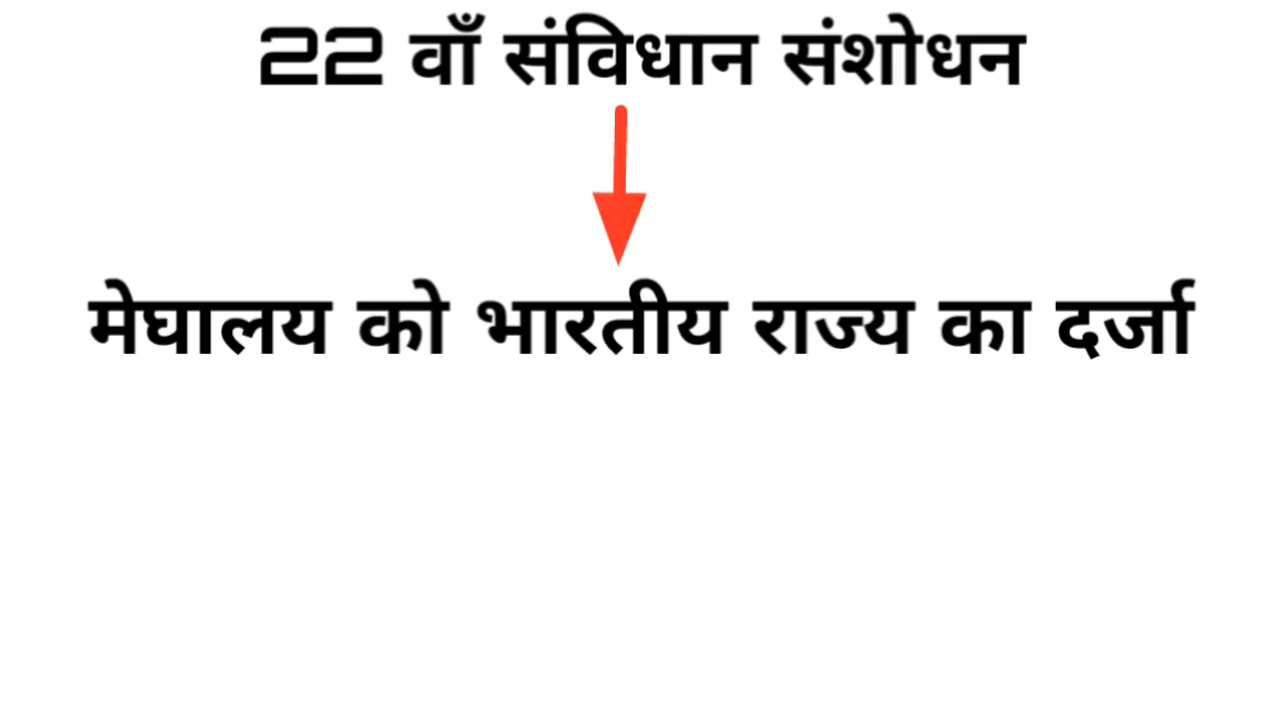 22 वाँ संविधान संशोधन
मेघालय को भारतीय राज्य का दर्जा